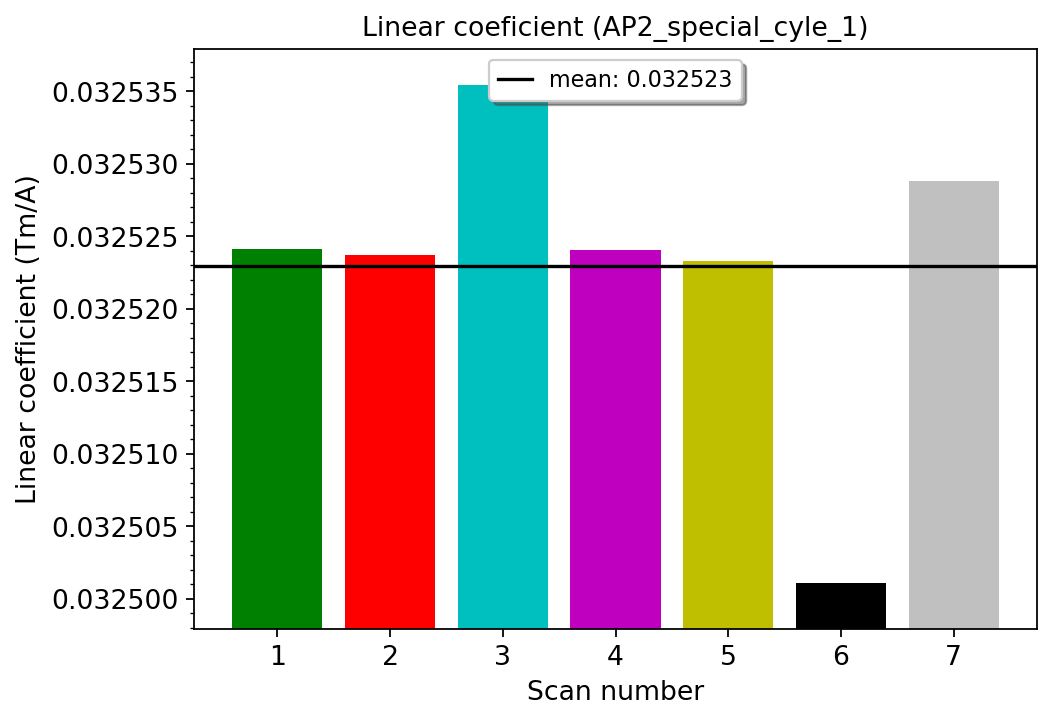 Linear coeficient (AP2_special_cyle_1)
mean: 0.032523
Linear coefficient (Tm/A)
0.032535
0.032530
0.032525
0.032520
0.032515
0.032510
0.032505
0.032500
1 2 3 4 5 6 7
Scan number